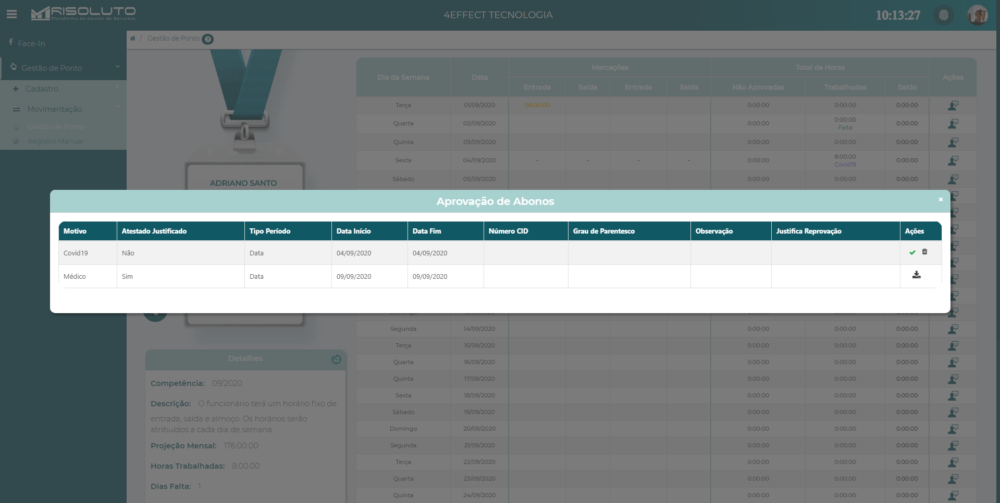 RISOLUTO
Plataforma de Gestão de Recursos
4EFFECT TECNOLOGIA
10:13:27
Face-In
Gestão de Ponto
Cadastro
Movimentação
Gestão de Ponto
Registro Manual
/ Gestão de Ponto ?
ADRIANO SANTO
Dia da Semana Data Marcações Total de Horas Ações
Entrada Saída Entrada Saída Não Aprovadas Trabalhadas Saldo
Terça 01/09/2020 08:00:00 0:00:00 0:00:00 0:00:00
Quarta 02/09/2020 0:00:00 0:00:00 Falta 0:00:00
Quinta 03/09/2020 0:00:00 0:00:00 0:00:00
Sexta 04/09/2020 - - - - 0:00:00 8:00:00 Covid19 0:00:00
Sábado 05/09/2020 0:00:00 0:00:00 0:00:00
Aprovação de Abonos
Motivo Atestado Justificado Tipo Período Data Início Data Fim Número CID Grau de Parentesco Observação Justifica Reprovação Ações
Covid19 Não Data 04/09/2020 04/09/2020
Médico Sim Data 09/09/2020 09/09/2020
Segunda 14/09/2020 0:00:00 0:00:00 0:00:00
Terça 15/09/2020 0:00:00 0:00:00 0:00:00
Quarta 16/09/2020 0:00:00 0:00:00 0:00:00
Quinta 17/09/2020 0:00:00 0:00:00 0:00:00
Sexta 18/09/2020 0:00:00 0:00:00 0:00:00
Sábado 19/09/2020 0:00:00 0:00:00 0:00:00
Domingo 20/09/2020 0:00:00 0:00:00 0:00:00
Segunda 21/09/2020 0:00:00 0:00:00 0:00:00
Terça 22/09/2020 0:00:00 0:00:00 0:00:00
Quarta 23/09/2020 0:00:00 0:00:00 0:00:00
Quinta 24/09/2020 0:00:00 0:00:00 0:00:00
Detalhes
Competência: 09/2020
Descrição: O funcionário terá um horário fixo de
entrada, saída e almoço. Os horários serão
atribuídos a cada dia de semana.
Projeção Mensal: 176:00:00
Horas Trabalhadas: 8:00:00
Dias Falta: 1